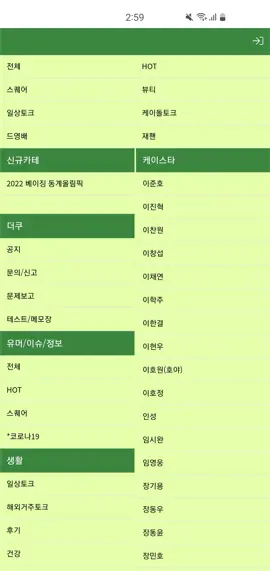 2:59
전체
HOT
스퀘어
뷰티
일상토크
케이돌토크
드영배
재팬
신규카테
2022 베이징 동계올림픽
더쿠
공지
문의/신고
문제보고
테스트/메모장
유머/이슈/정보
전체
HOT
스퀘어
*코로나19
생활
일상토크
해외거주토크
후기
건강
케이스타
이준호
이진혁
이찬원
이창섭
이채연
이학주
이한결
이현우
이호원(호야)
이호정
인성
임시완
임영웅
장기용
장동우
장동윤
장민호